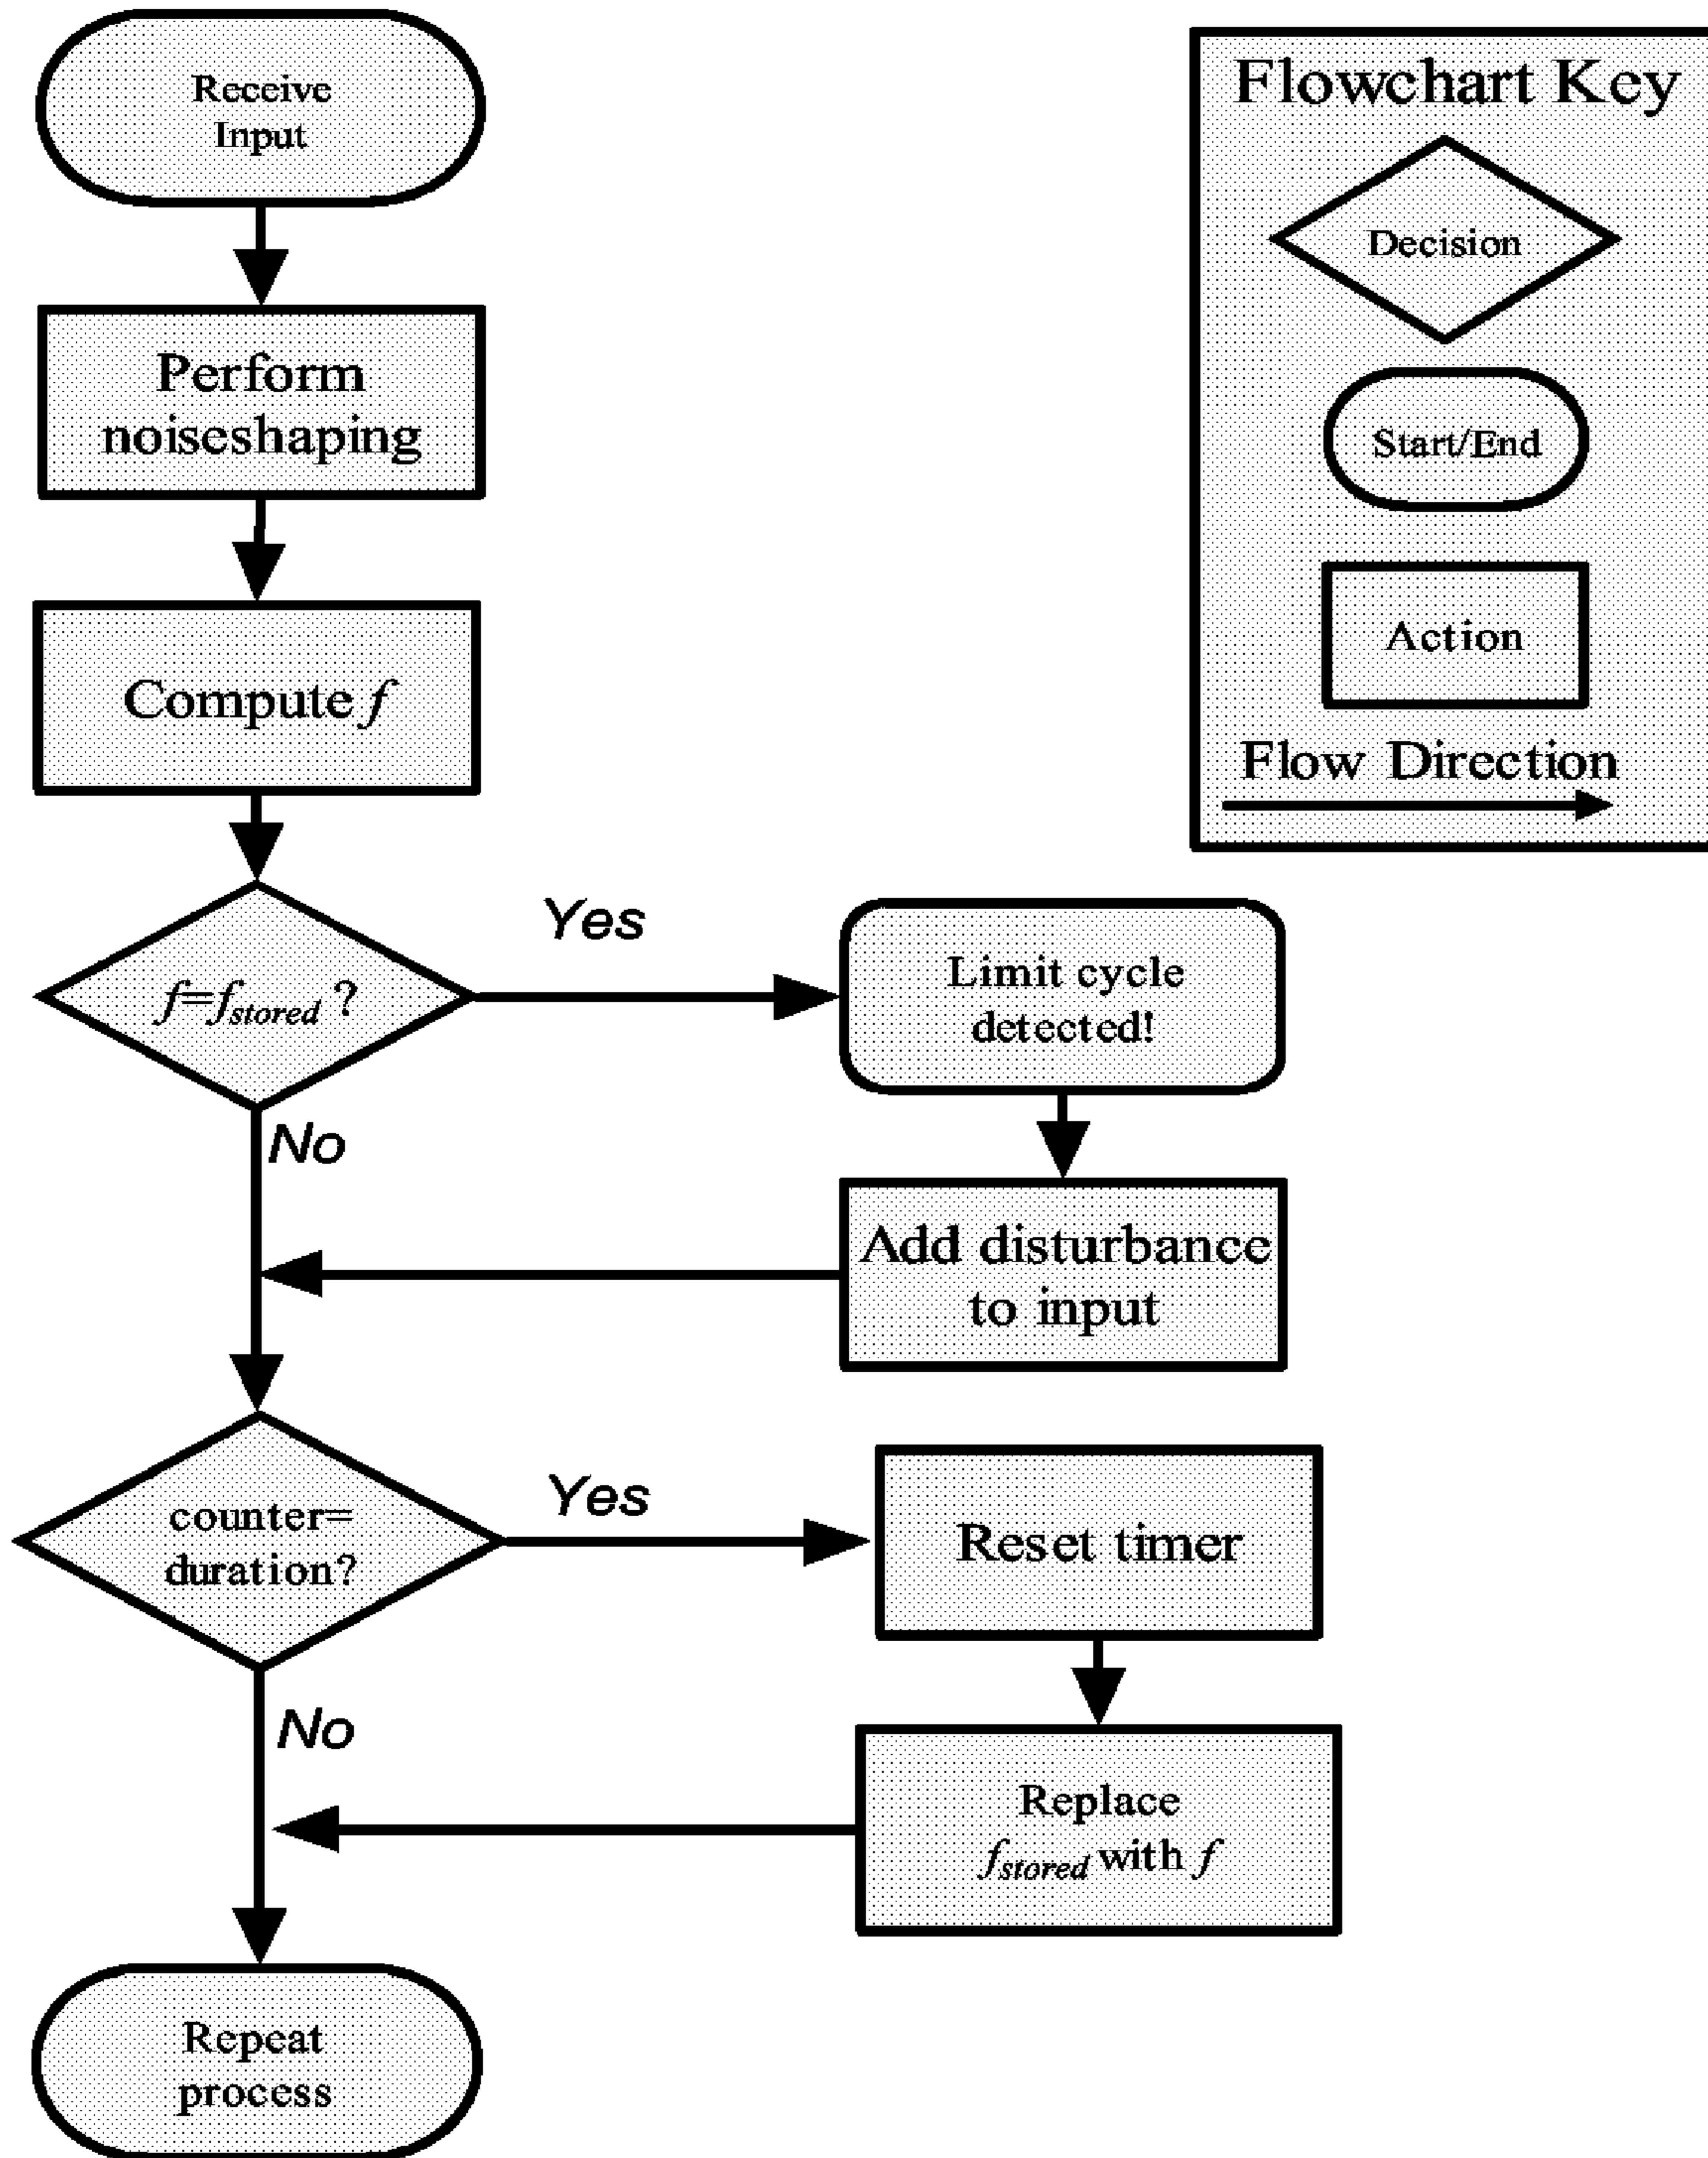 Receive
Input
Perform
noiseshaping
Compute f
f=fstored ?
Yes
Limit cycle
detected!
No
Add disturbance
to input
counter=
duration?
Yes
Reset timer
No
Replace
fstored with f
Repeat
process
Flowchart Key
Decision
Start/End
Action
Flow Direction